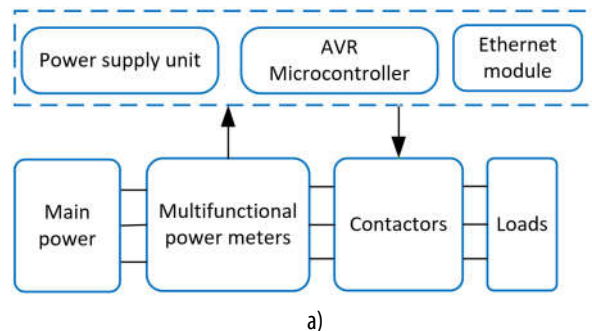 Power supply unit
AVR
Microcontroller
Ethernet
module
Main
power
Multifunctional
power meters
Contactors
Loads
a)